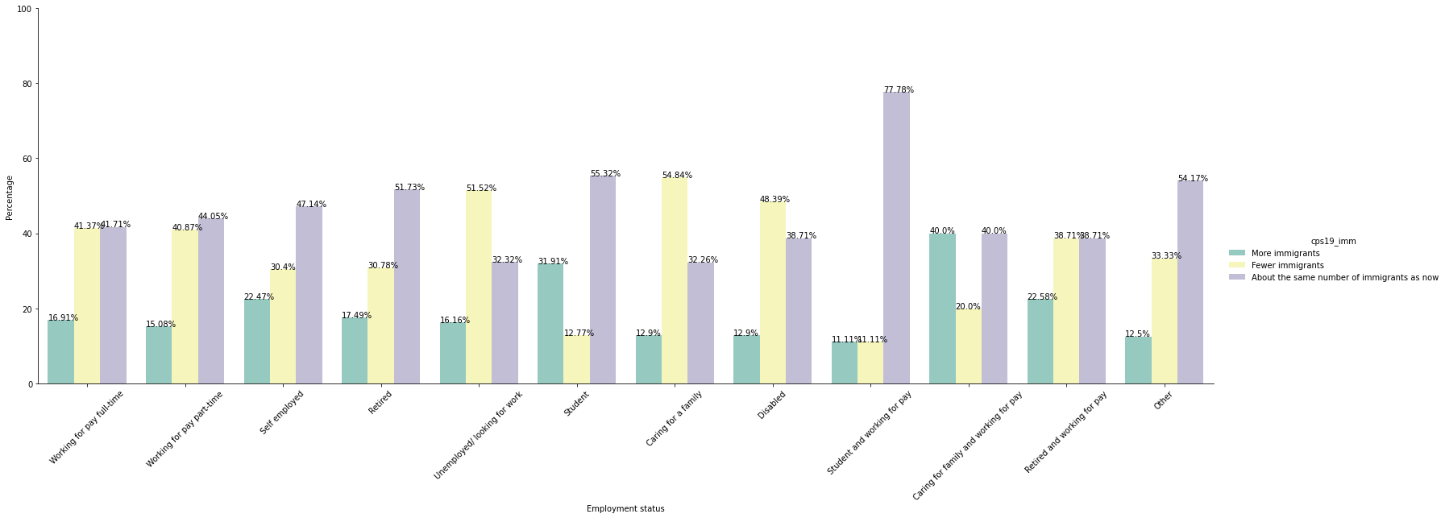 100
80
60
40
20
0
Percentage
16.91%
41.37%
41.71%
15.08%
40.87%
44.05%
22.47%
30.4%
47.14%
17.49%
30.78%
51.73%
16.16%
51.52%
32.32%
31.91%
12.77%
55.32%
12.9%
54.84%
32.26%
12.9%
48.39%
38.71%
11.11%
11.11%
77.78%
40.0%
20.0%
40.0%
22.58%
38.71%
38.71%
12.5%
33.33%
54.17%
Working for pay full-time
Working for pay part-time
Self employed
Retired
Unemployed/ looking for work
Student
Caring for a family
Disabled
Student and working for pay
Caring for family and working for pay
Retired and working for pay
Other
Employment status
cps19_imm
More immigrants
Fewer immigrants
About the same number of immigrants as now